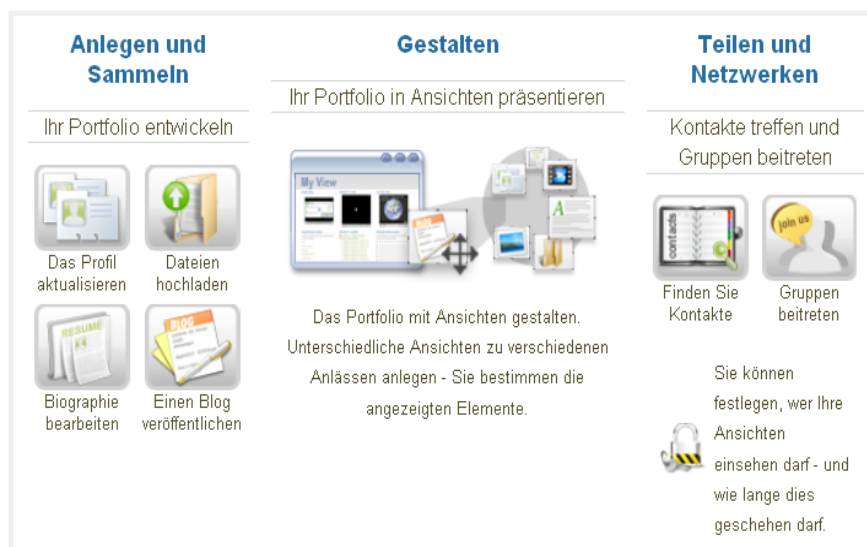 Anlegen und
Sammeln
Ihr Portfolio entwickeln
Das Profil
aktualisieren
Dateien
hochladen
RESUMÉ
BLOG
Biographie
bearbeiten
Einen Blog
veröffentlichen
Gestalten
Ihr Portfolio in Ansichten präsentieren
My View
BLOG
A
Das Portfolio mit Ansichten gestalten.
Unterschiedliche Ansichten zu verschiedenen
Anlässen anlegen - Sie bestimmen die
angezeigten Elemente.
Teilen und
Netzwerken
Kontakte treffen und
Gruppen beitreten
contacts
join us
Finden Sie
Kontakte
Gruppen
beitreten
Sie können
festlegen, wer Ihre
Ansichten
einsehen darf - und
wie lange dies
geschehen darf.